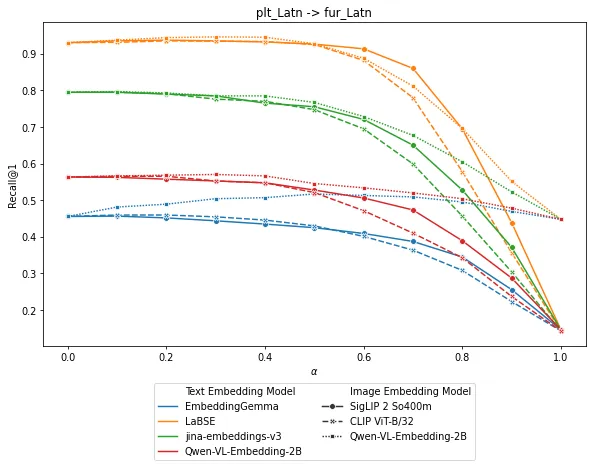 plt_Latn -> fur_Latn
Recall@1
0.9
0.8
0.7
0.6
0.5
0.4
0.3
0.2
0.0 0.2 0.4 0.6 0.8 1.0
α
Text Embedding Model Image Embedding Model
EmbeddingGemma SigLIP 2 So400m
LaBSE CLIP ViT-B/32
jina-embeddings-v3 Qwen-VL-Embedding-2B
Qwen-VL-Embedding-2B